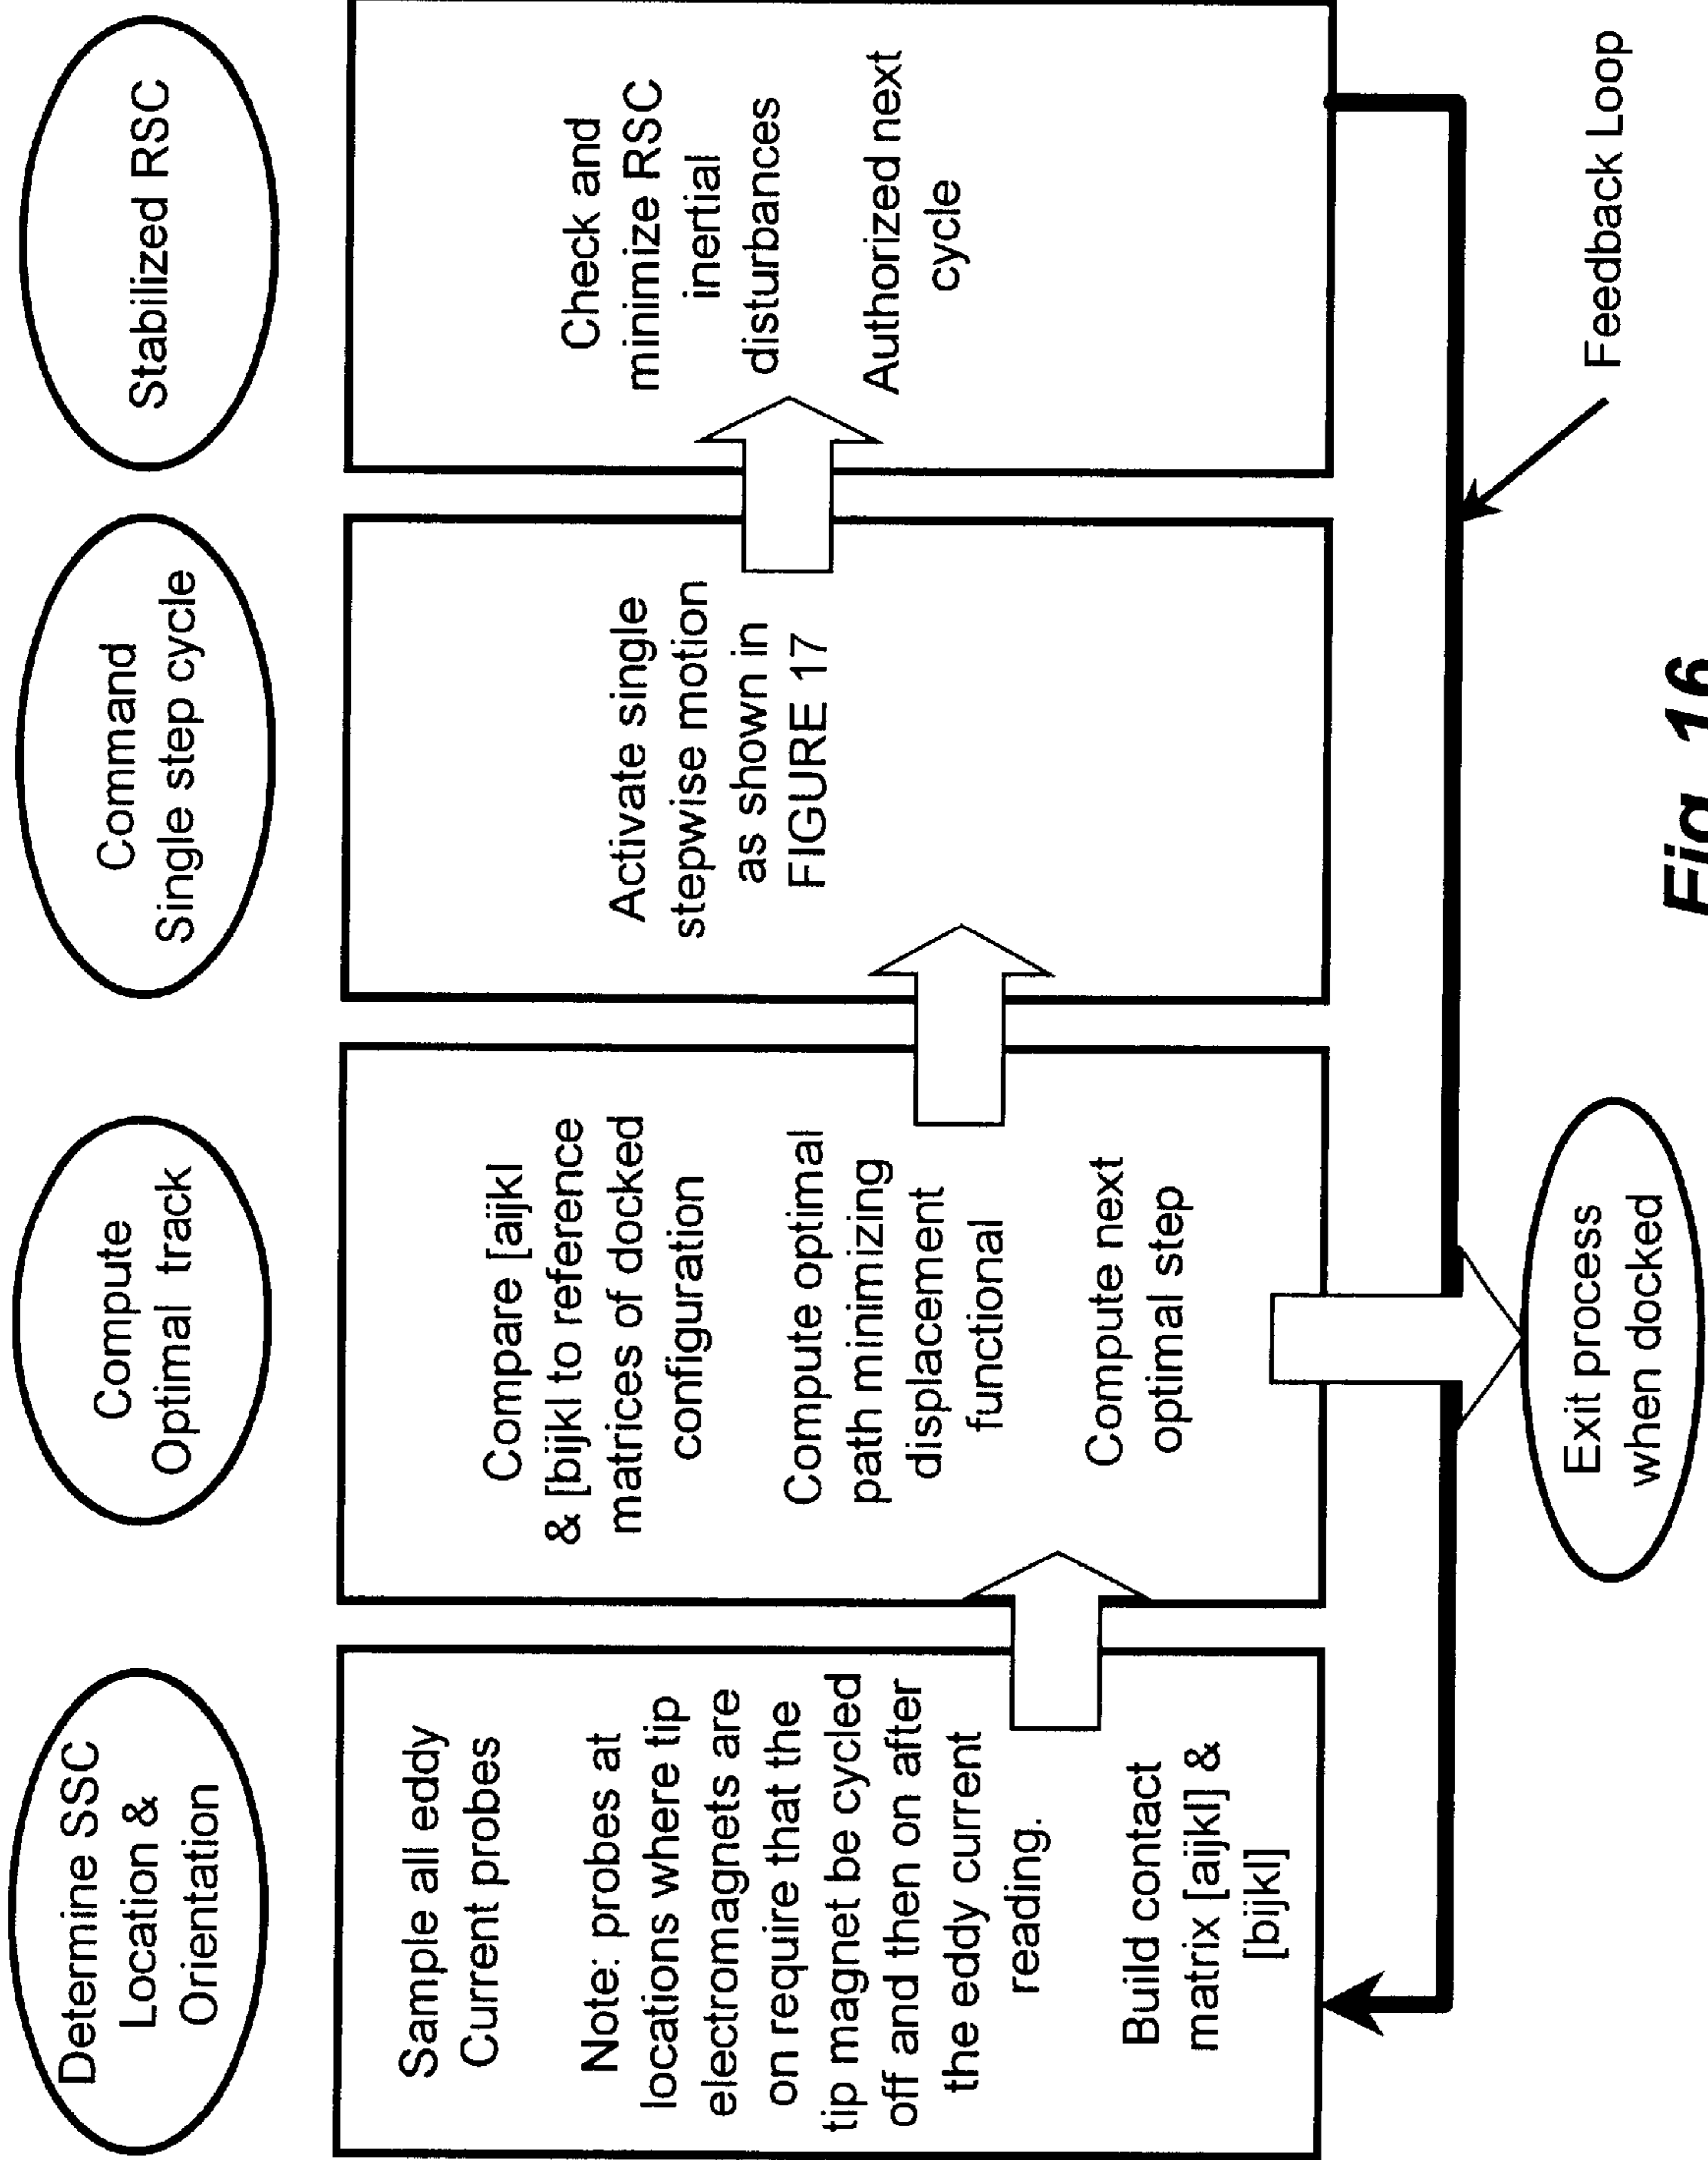 Determine SSC
Location &
Orientation
Sample all eddy
Current probes
Note: probes at
locations where tip
electromagnets are
on require that the
tip magnet be cycled
off and then on after
the eddy current
reading.
Build contact
matrix [aijkl] &
[bijkl]
Compute
Optimal track
Compare [aijkl
& [bijkl to reference
matrices of docked
configuration
Compute optimal
path minimizing
displacement
functional
Compute next
optimal step
Exit process
when docked
Command
Single step cycle
Activate single
stepwise motion
as shown in
FIGURE 17
Stabilized RSC
Check and
minimize RSC
inertial
disturbances
Authorized next
cycle
Feedback Loop
Fig. 16